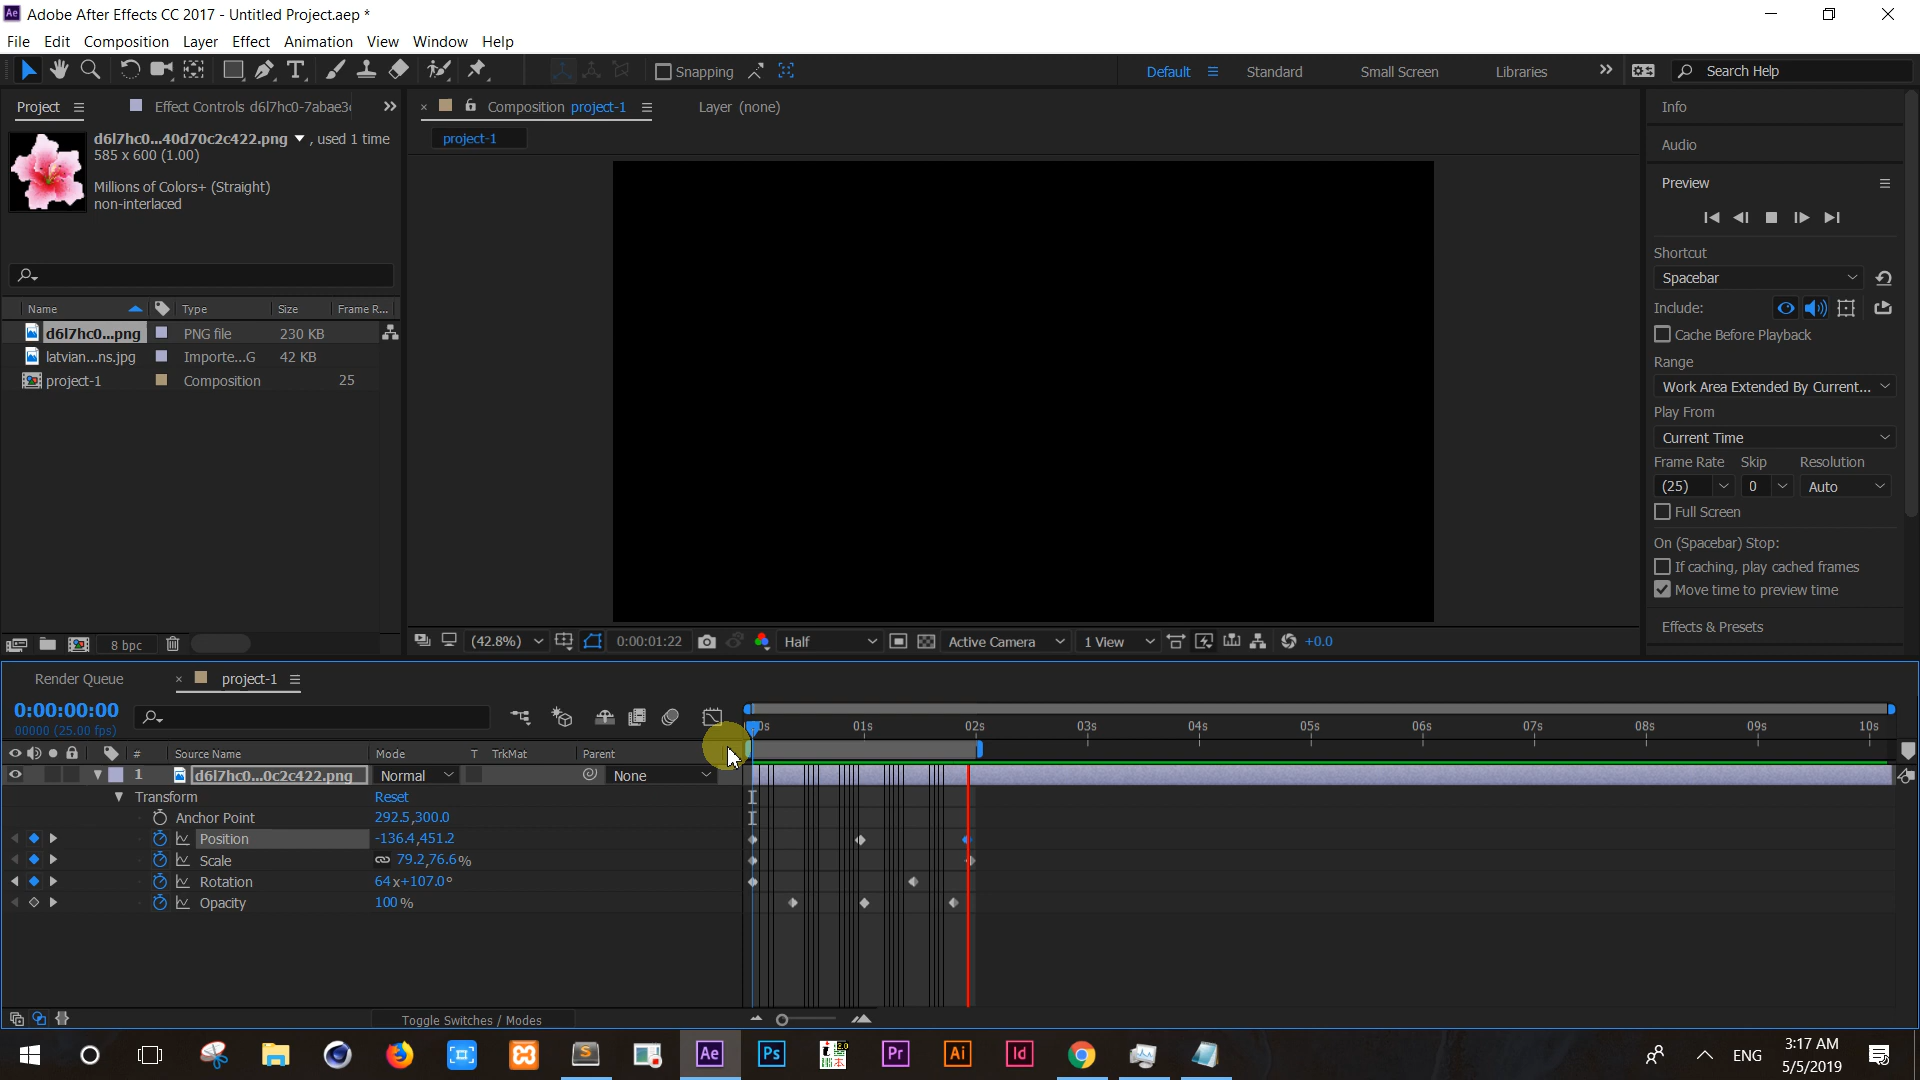 Adobe After Effects CC 2017 - Untitled Project.aep *
File Edit Composition Layer Effect Animation View Window Help
Snapping
Default Standard Small Screen Libraries Search Help
Project Effect Controls d6l7hc0-7abae3
Composition project-1 Layer (none)
project-1
d6l7hc0...40d70c2c422.png , used 1 time
585 x 600 (1.00)
Millions of Colors+ (Straight)
non-interlaced
Name Type Size Frame R...
d6l7hc0...png PNG file 230 KB
latvian...ns.jpg Importe...G 42 KB
project-1 Composition 25
8 bpc
(42.8%) 0:00:01:22 Half Active Camera 1 View +0.0
Info
Audio
Preview
Shortcut
Spacebar
Include:
Cache Before Playback
Range
Work Area Extended By Current...
Play From
Current Time
Frame Rate Skip Resolution
(25) 0 Auto
Full Screen
On (Spacebar) Stop:
If caching, play cached frames
Move time to preview time
Effects & Presets
Render Queue project-1
0:00:00:00
00000 (25.00 fps)
01s 02s 03s 04s 05s 06s 07s 08s 09s 10s
# Source Name Mode T TrkMat Parent
1 d6l7hc0...0c2c422.png Normal None
Transform Reset
Anchor Point 292.5,300.0
Position -136.4,451.2
Scale 79.2,76.6%
Rotation 64x+107.0°
Opacity 100%
Toggle Switches / Modes
Ae Ps Pr Ai Id ENG
3:17 AM
5/5/2019